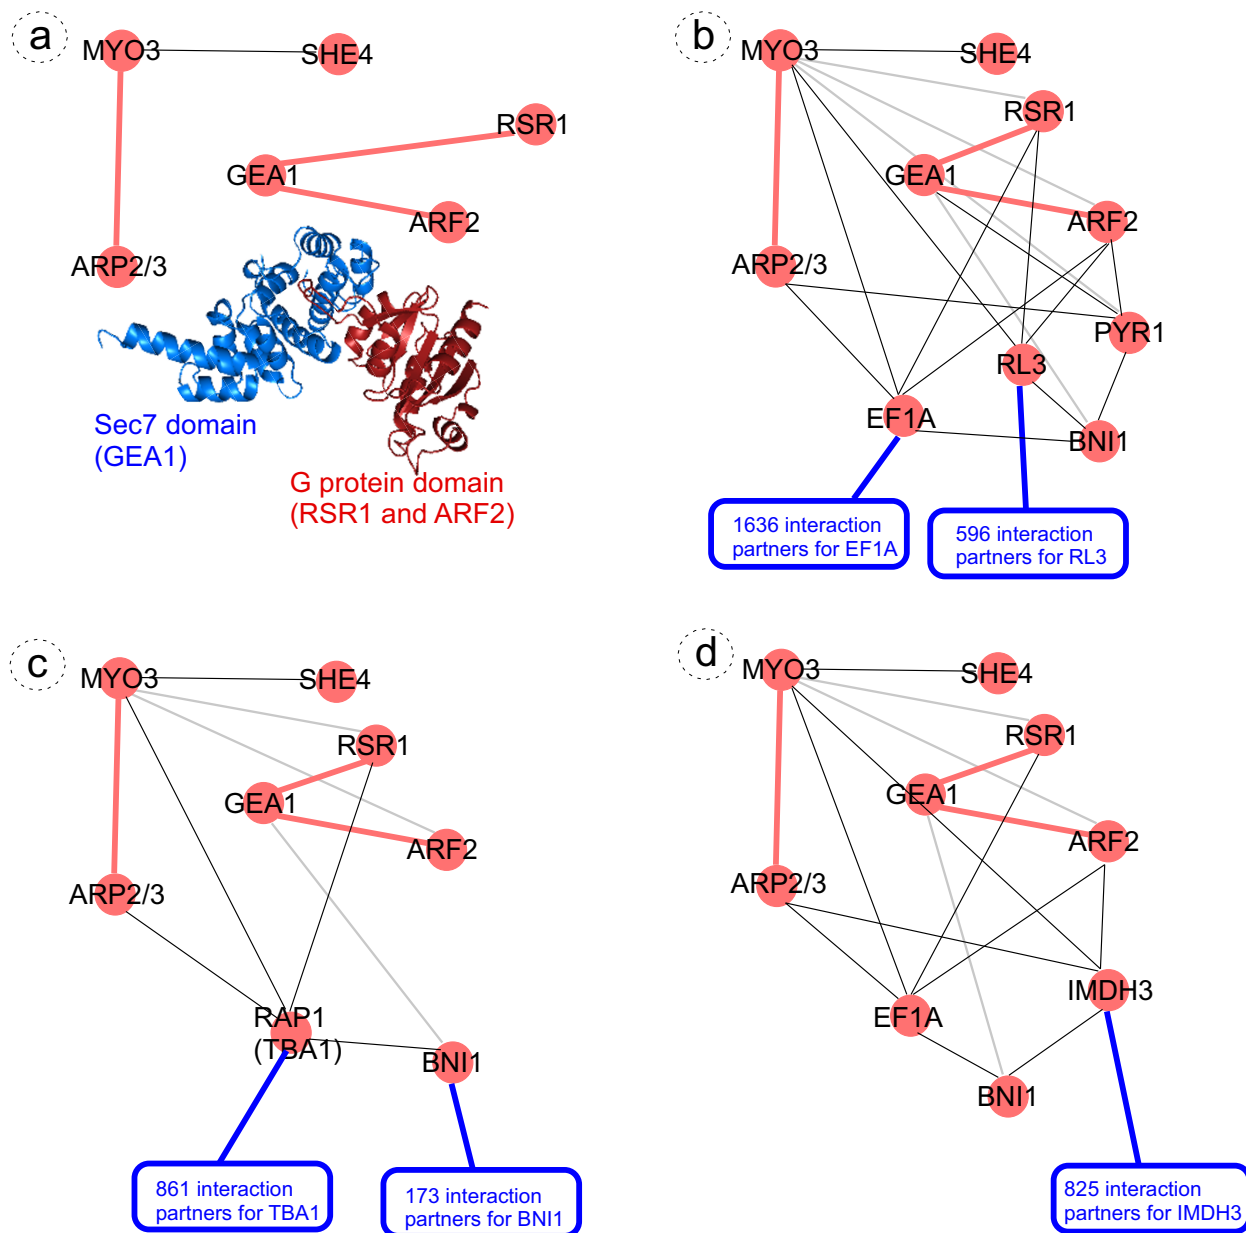 a
MYO3
SHE4
RSR1
GEA1
ARF2
ARP2/3
Sec7 domain
(GEA1)
G protein domain
(RSR1 and ARF2)
b
MYO3
SHE4
RSR1
GEA1
ARF2
ARP2/3
PYR1
RL3
EF1A
BNI1
1636 interaction
partners for EF1A
596 interaction
partners for RL3
c
MYO3
SHE4
RSR1
GEA1
ARF2
ARP2/3
RAP1
(TBA1)
BNI1
861 interaction
partners for TBA1
173 interaction
partners for BNI1
d
MYO3
SHE4
RSR1
GEA1
ARF2
ARP2/3
IMDH3
EF1A
BNI1
825 interaction
partners for IMDH3